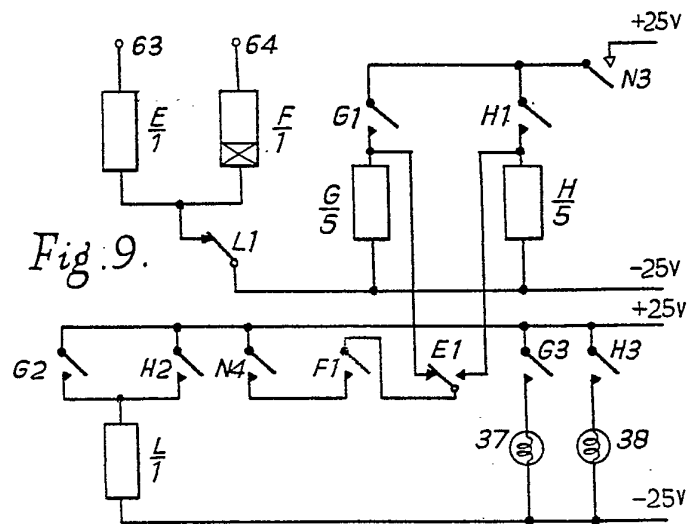 63
64
+25v
N3
E/1
F/1
G1
H1
G/5
H/5
L1
Fig. 9.
-25v
+25v
G2
H2
N4
F1
E1
G3
H3
L/1
37
38
-25v